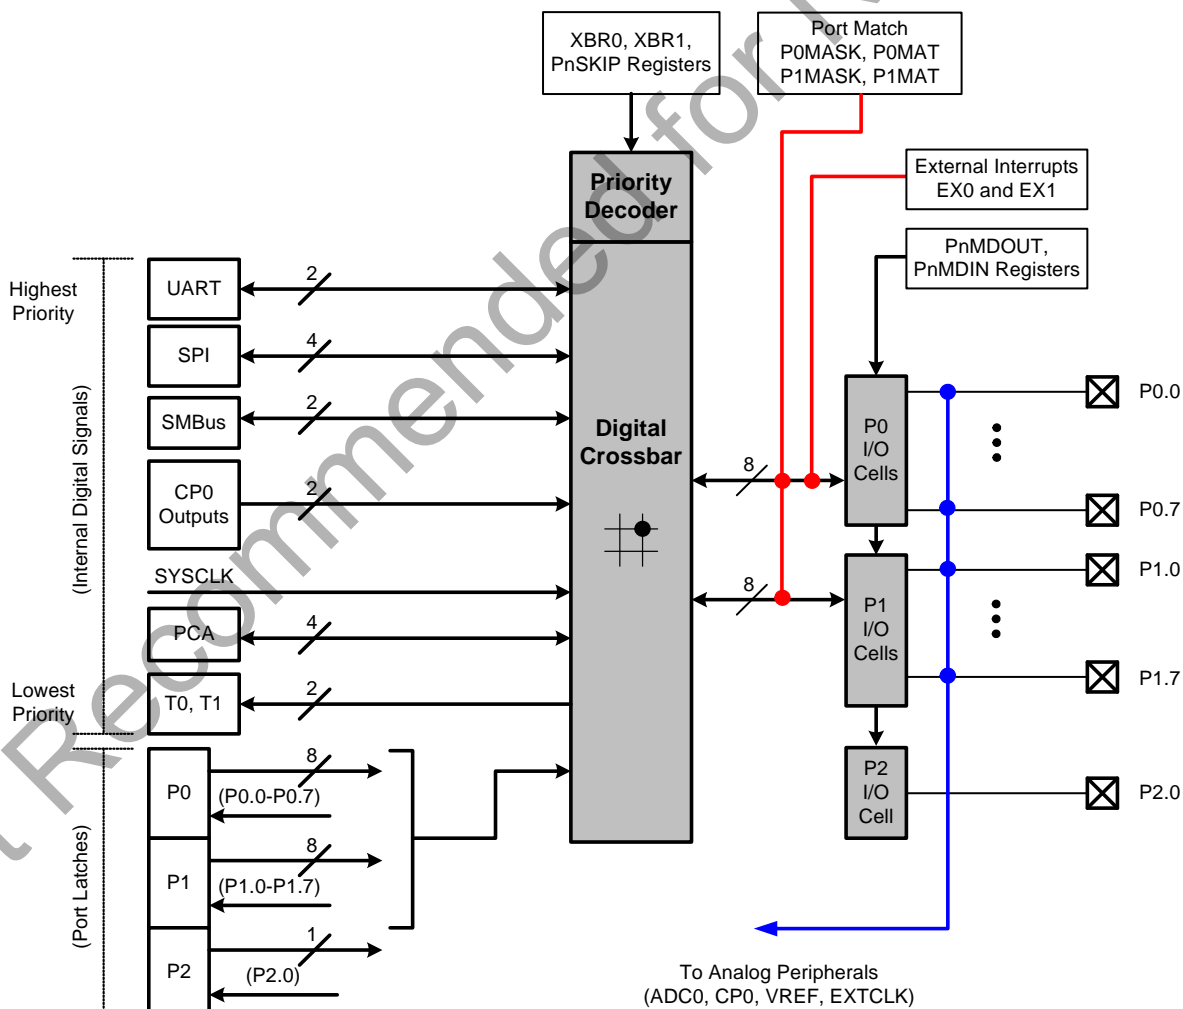 XBR0, XBR1,
PnSKIP Registers
Port Match
P0MASK, P0MAT
P1MASK, P1MAT
External Interrupts
EX0 and EX1
PnMDOUT,
PnMDIN Registers
Priority
Decoder
Digital
Crossbar
Highest
Priority
(Internal Digital Signals)
Lowest
Priority
UART
2
SPI
4
SMBus
2
CP0
Outputs
2
SYSCLK
PCA
4
T0, T1
2
(Port Latches)
P0
8
(P0.0-P0.7)
P1
8
(P1.0-P1.7)
P2
1
(P2.0)
8
8
P0
I/O
Cells
P1
I/O
Cells
P2
I/O
Cell
P0.0
P0.7
P1.0
P1.7
P2.0
To Analog Peripherals
(ADC0, CP0, VREF, EXTCLK)
Recommended for